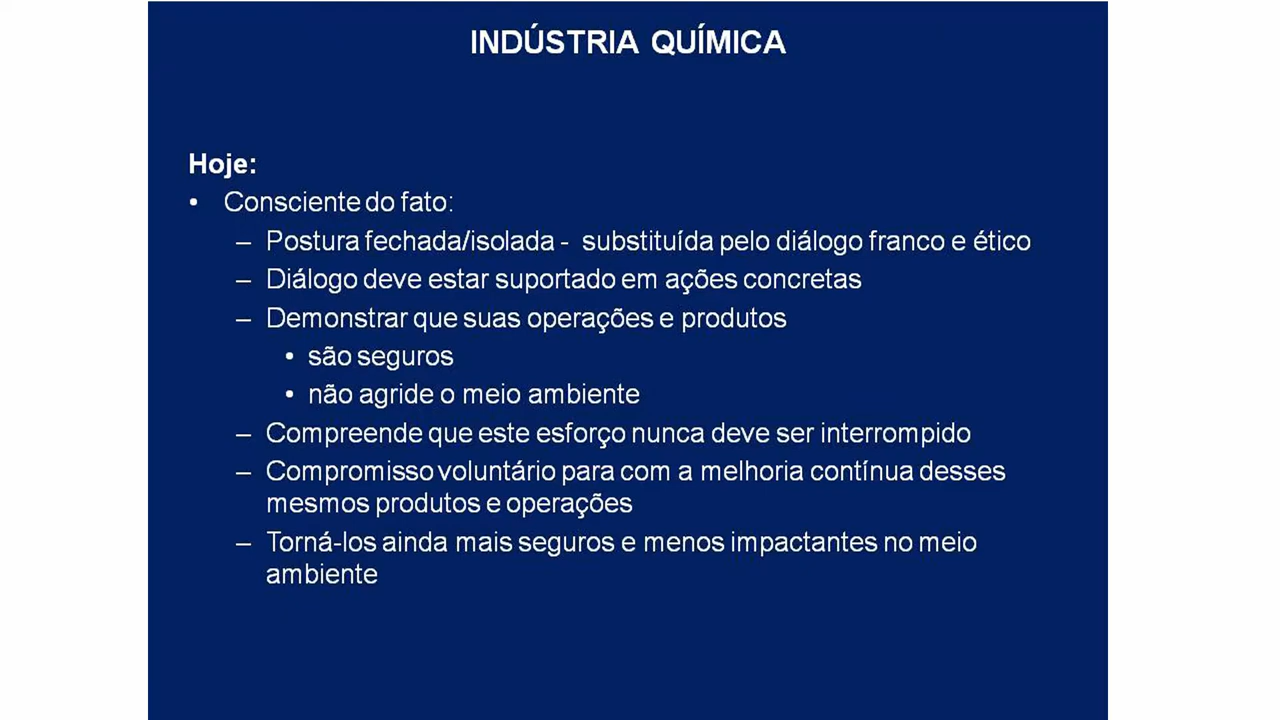 INDÚSTRIA QUÍMICA
Hoje:
• Consciente do fato:
– Postura fechada/isolada - substituída pelo diálogo franco e ético
– Diálogo deve estar suportado em ações concretas
– Demonstrar que suas operações e produtos
• são seguros
• não agride o meio ambiente
– Compreende que este esforço nunca deve ser interrompido
– Compromisso voluntário para com a melhoria contínua desses
mesmos produtos e operações
– Torná-los ainda mais seguros e menos impactantes no meio
ambiente